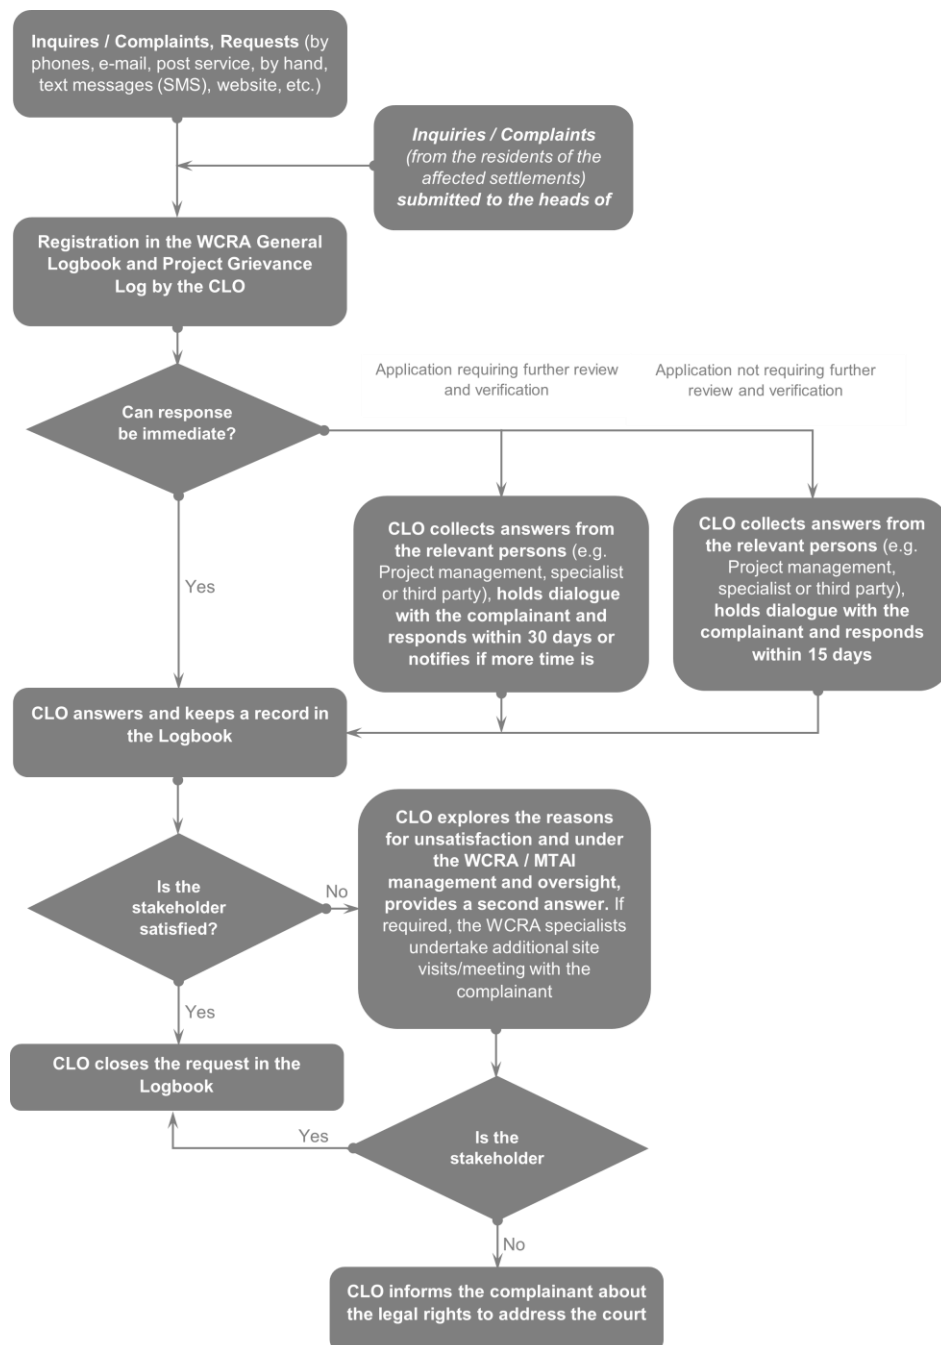 Inquires / Complaints, Requests (by
phones, e-mail, post service, by hand,
text messages (SMS), website, etc.)
Inquiries / Complaints
(from the residents of the
affected settlements)
submitted to the heads of
Registration in the WCRA General
Logbook and Project Grievance
Log by the CLO
Application requiring further review
and verification
Application not requiring further
review and verification
Can response
be immediate?
CLO collects answers from
the relevant persons (e.g.
Project management, specialist
or third party), holds dialogue
with the complainant and
responds within 30 days or
notifies if more time is
CLO collects answers from
the relevant persons (e.g.
Project management,
specialist or third party),
holds dialogue with the
complainant and responds
within 15 days
Yes
CLO answers and keeps a record in
the Logbook
CLO explores the reasons
for unsatisfaction and under
the WCRA / MTAI
management and oversight,
provides a second answer. If
required, the WCRA specialists
undertake additional site
visits/meeting with the
complainant
Is the
stakeholder
satisfied?
No
Yes
CLO closes the request in the
Logbook
Yes
Is the
stakeholder
No
CLO informs the complainant about
the legal rights to address the court